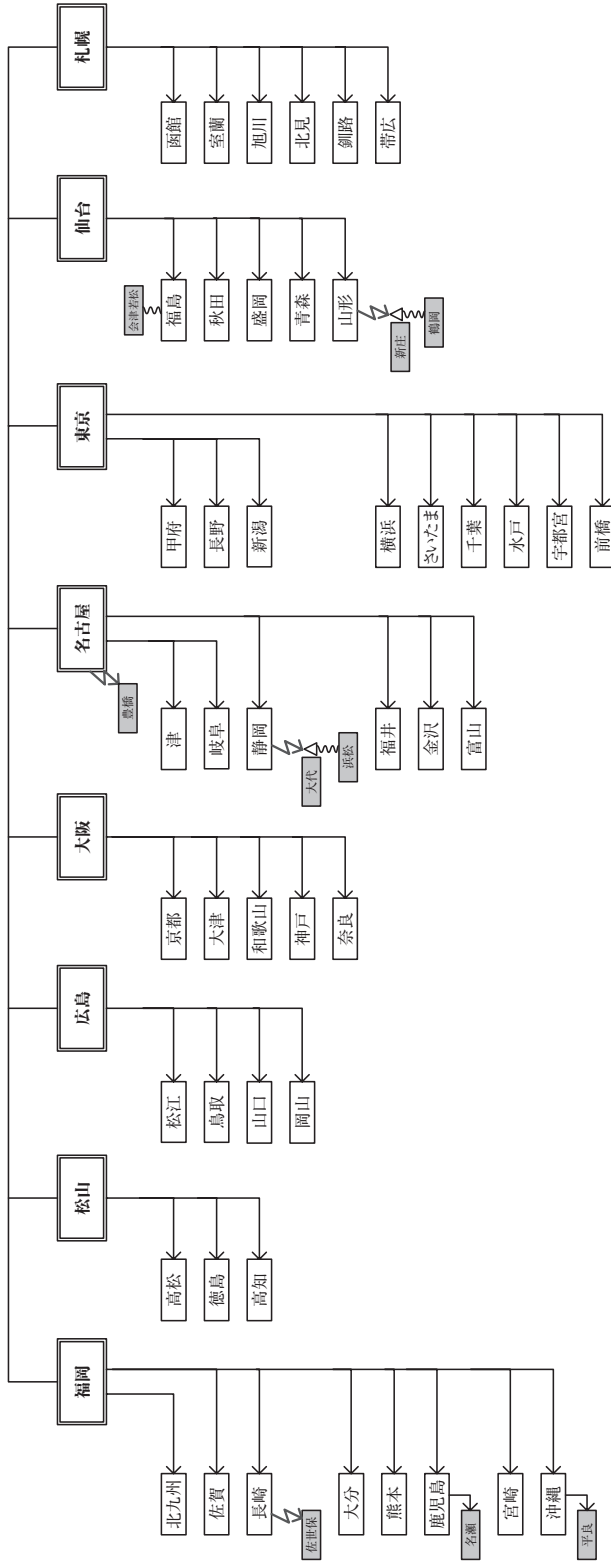 札幌
函館
室蘭
旭川
北見
釧路
帯広
仙台
会津若松
福島
秋田
盛岡
青森
山形
新庄
鶴岡
東京
甲府
長野
新潟
横浜
さいたま
千葉
水戸
宇都宮
前橋
名古屋
豊橋
津
岐阜
静岡
大代
浜松
福井
金沢
富山
大阪
京都
大津
和歌山
神戸
奈良
広島
松江
鳥取
山口
岡山
松山
高松
徳島
高知
福岡
北九州
佐賀
長崎
佐世保
大分
熊本
鹿児島
名瀬
宮崎
沖縄
平良